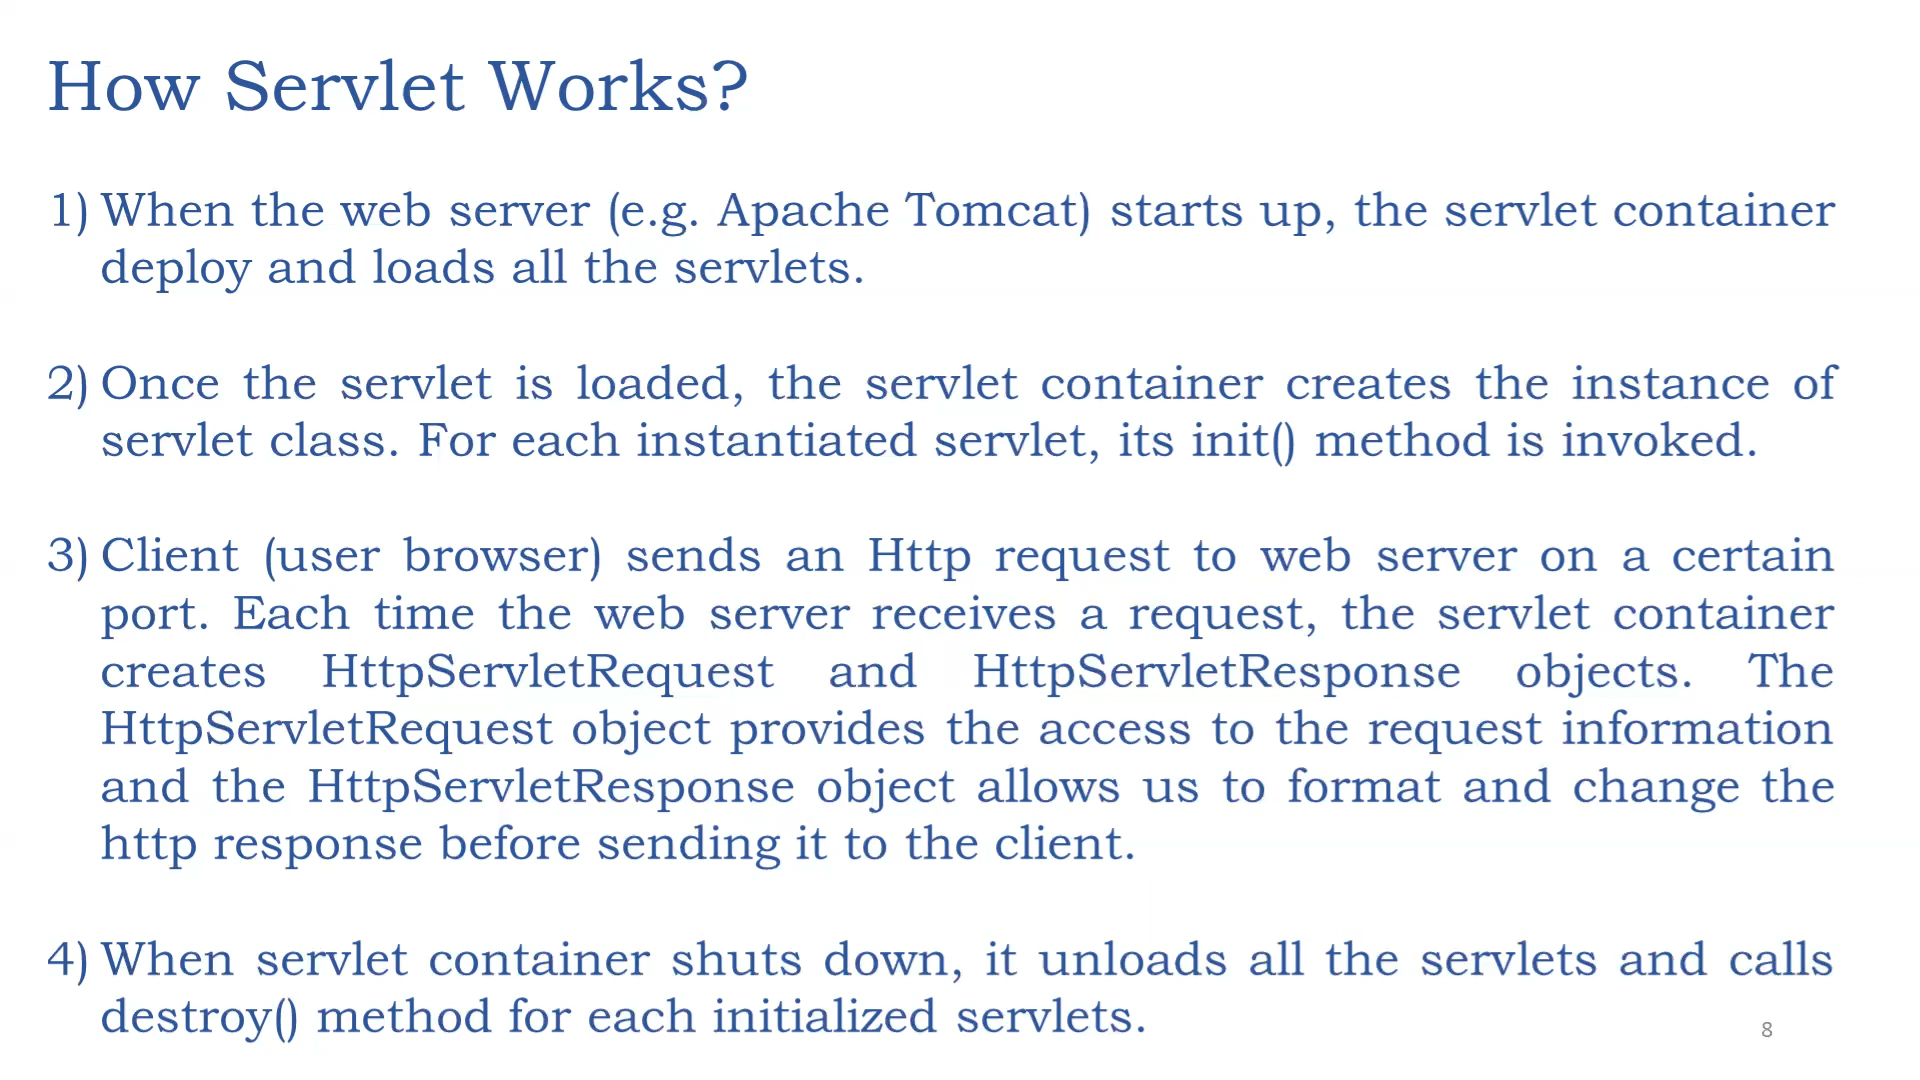 How Servlet Works?
1) When the web server (e.g. Apache Tomcat) starts up, the servlet container
deploy and loads all the servlets.
2) Once the servlet is loaded, the servlet container creates the instance of
servlet class. For each instantiated servlet, its init() method is invoked.
3) Client (user browser) sends an Http request to web server on a certain
port. Each time the web server receives a request, the servlet container
creates HttpServletRequest and HttpServletResponse objects. The
HttpServletRequest object provides the access to the request information
and the HttpServletResponse object allows us to format and change the
http response before sending it to the client.
4) When servlet container shuts down, it unloads all the servlets and calls
destroy() method for each initialized servlets.
8